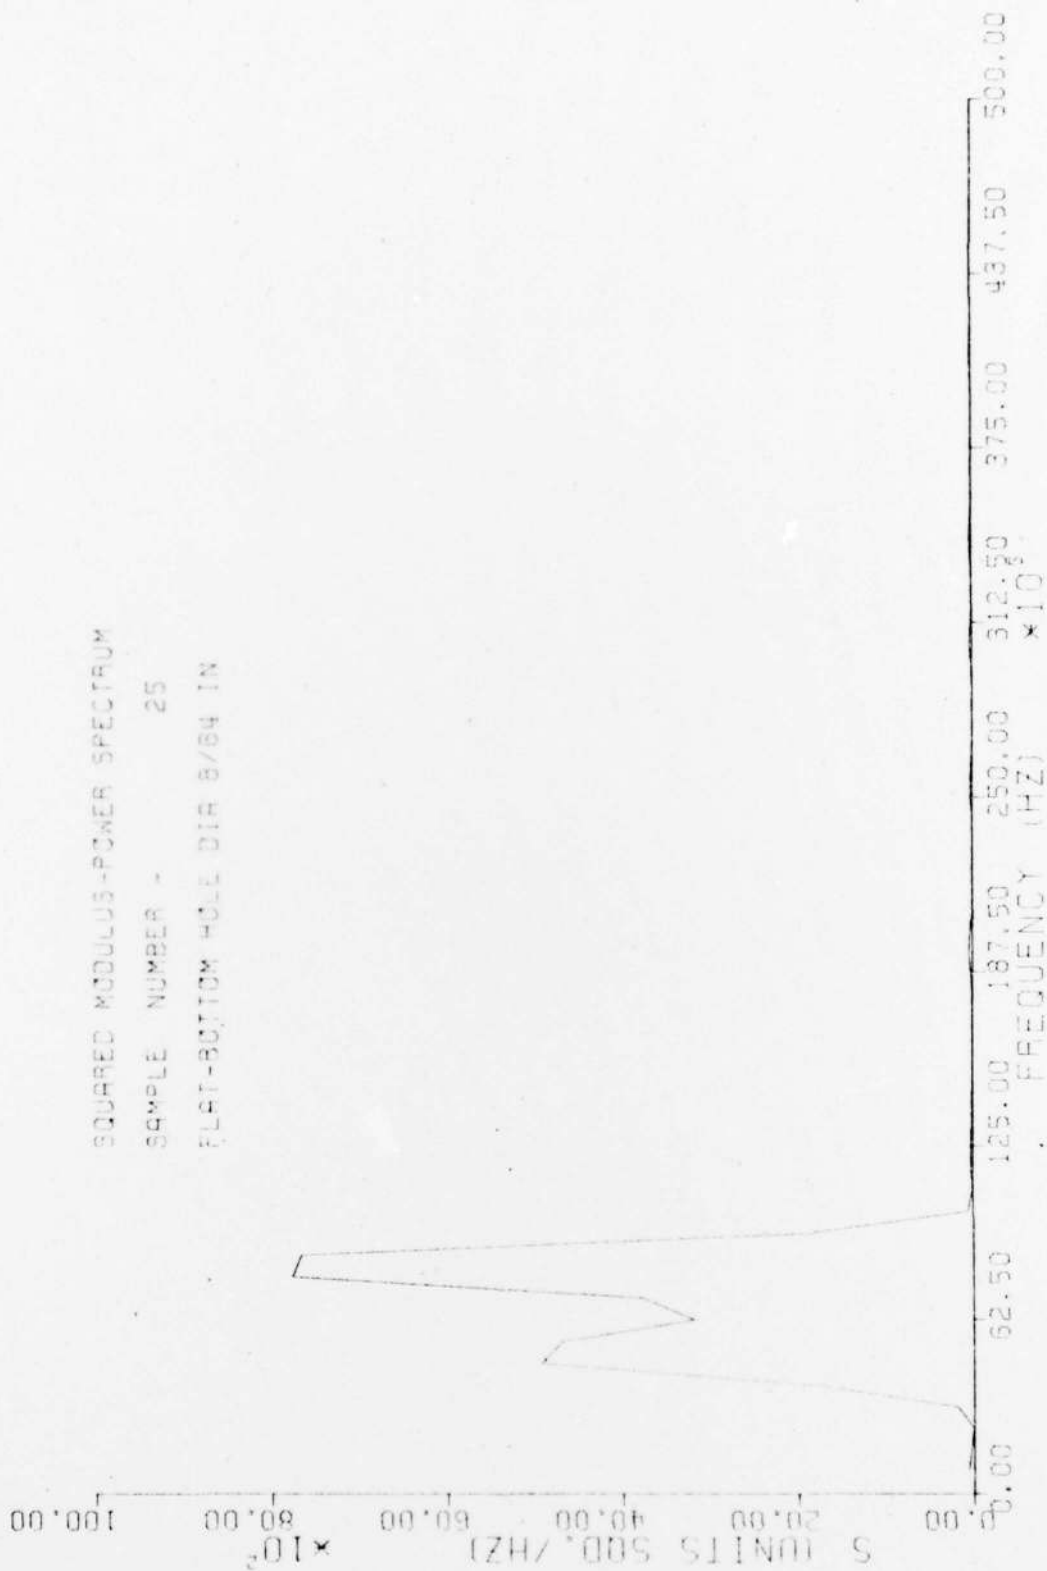 SQUARED MODULUS-POWER SPECTRUM
SAMPLE NUMBER - 25
FLAT-BOTTOM HOLE DIA 8/64 IN
S (UNITS SQD./HZ) *10²
0.00 20.00 40.00 60.00 80.00 100.00
0.00 62.50 125.00 187.50 250.00 312.50 375.00 437.50 500.00
FREQUENCY (HZ)